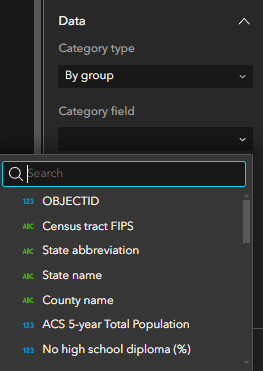 Data
Category type
By group
Category field
Search
123 OBJECTID
ABC Census tract FIPS
ABC State abbreviation
ABC State name
ABC County name
123 ACS 5-year Total Population
123 No high school diploma (%)